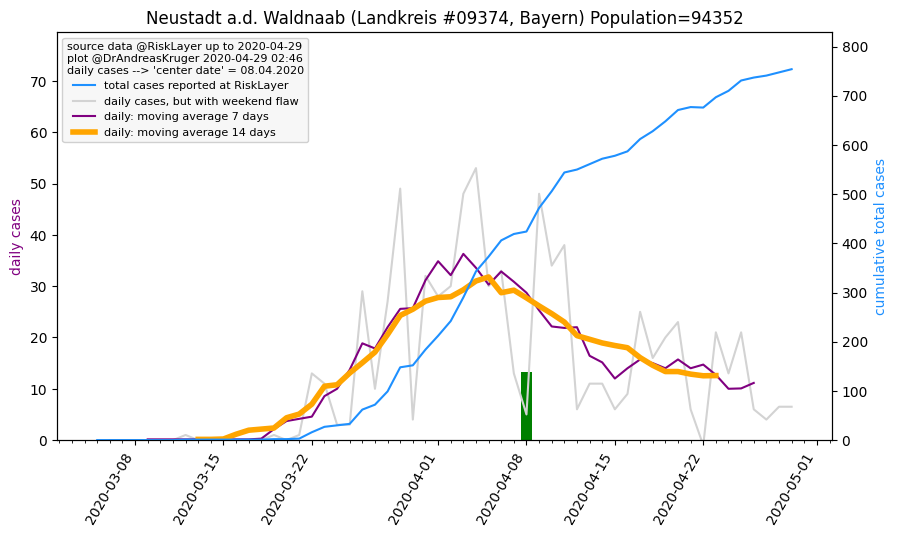 Neustadt a.d. Waldnaab (Landkreis #09374, Bayern) Population=94352
source data @RiskLayer up to 2020-04-29
plot @DrAndreasKruger 2020-04-29 02:46
daily cases --> 'center date' = 08.04.2020
total cases reported at RiskLayer
daily cases, but with weekend flaw
daily: moving average 7 days
daily: moving average 14 days
daily cases
0
10
20
30
40
50
60
70
cumulative total cases
0
100
200
300
400
500
600
700
800
2020-03-08
2020-03-15
2020-03-22
2020-04-01
2020-04-08
2020-04-15
2020-04-22
2020-05-01